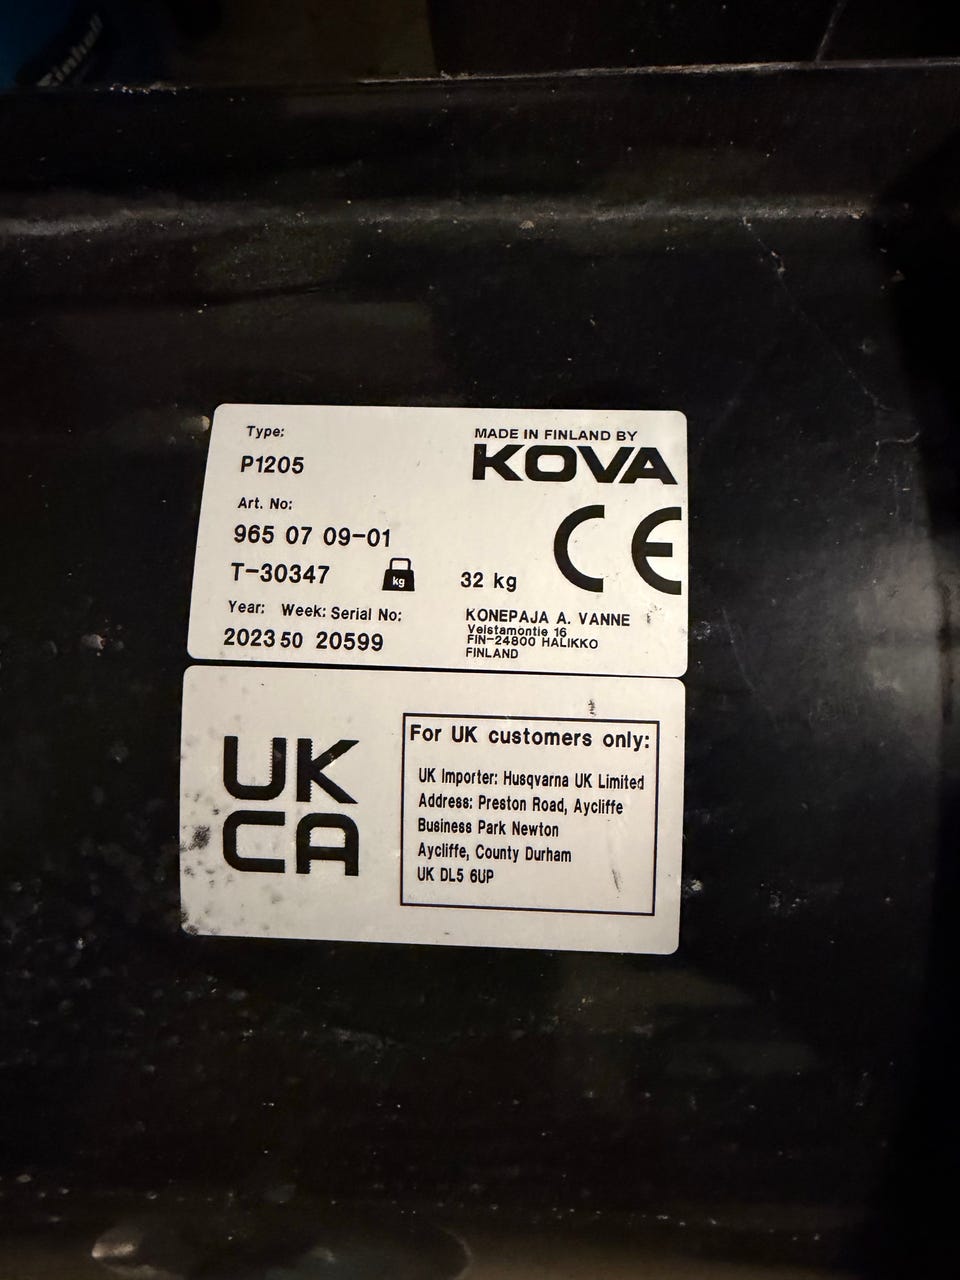 Einhell
Type:
P1205
Art. No:
965 07 09-01
T-30347
kg
32 kg
Year: Week: Serial No:
2023 50 20599
MADE IN FINLAND BY
KOVA
CE
KONEPAJA A. VANNE
Veistamontie 16
FIN-24800 HALIKKO
FINLAND
UK
CA
For UK customers only:
UK Importer: Husqvarna UK Limited
Address: Preston Road, Aycliffe
Business Park Newton
Aycliffe, County Durham
UK DL5 6UP